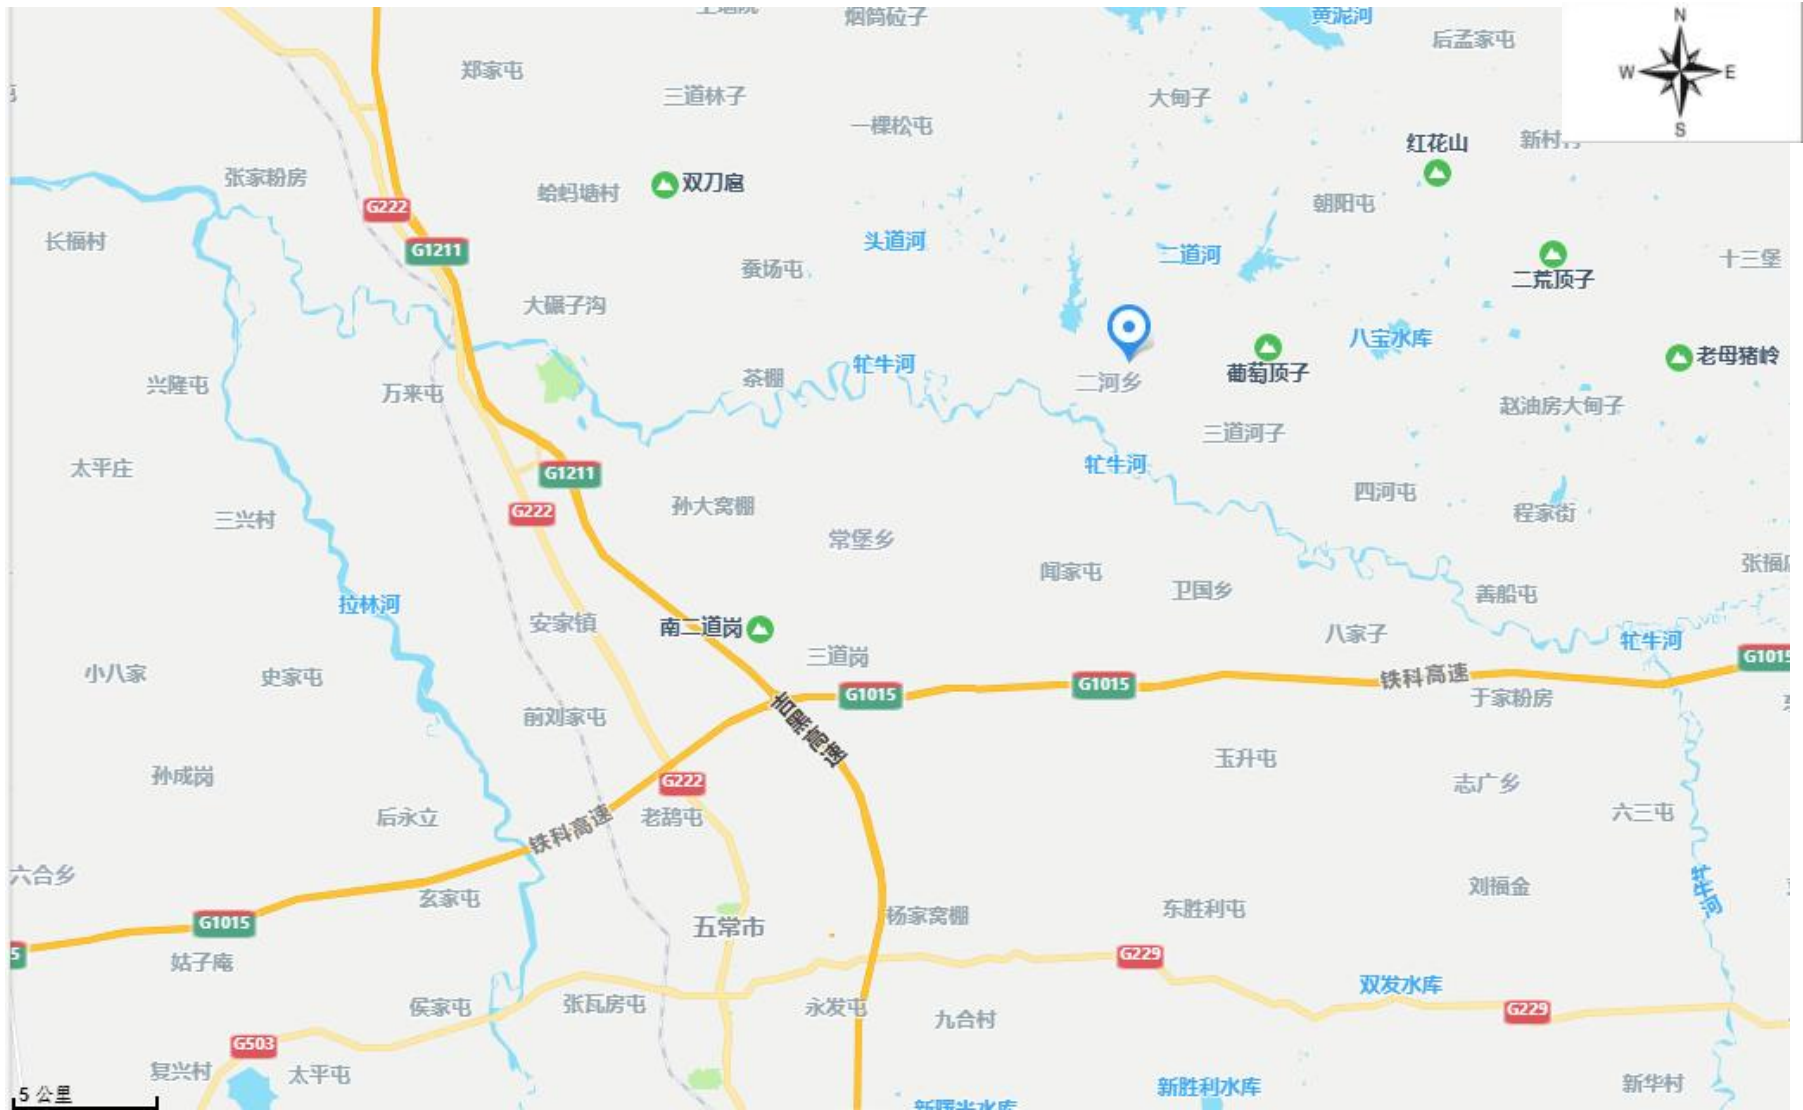 烟筒砬子
黄泥河
后孟家屯
N
W
E
S
郑家屯
三道林子
大甸子
一棵松屯
红花山
张家粉房
蛤蚂塘村
双刀扈
朝阳屯
G222
长福村
G1211
头道河
二道河
蚕场屯
十三堡
二荒顶子
大碾子沟
八宝水库
老母猪岭
牤牛河
兴隆屯
万来屯
茶棚
二河乡
葡萄顶子
赵油房大甸子
三道河子
太平庄
G1211
牤牛河
G222
孙大窝棚
四河屯
三兴村
程家街
常堡乡
闻家屯
卫国乡
拉林河
善船屯
安家镇
南二道岗
八家子
牤牛河
三道岗
G1015
小八家
史家屯
G1015
G1015
铁科高速
前刘家屯
吉黑高速
于家粉房
玉升屯
孙成岗
G222
志广乡
后永立
铁科高速
老鸹屯
六三屯
六合乡
玄家屯
刘福金
牤牛河
G1015
五常市
杨家窝棚
东胜利屯
5
姑子庵
G229
双发水库
侯家屯
张瓦房屯
永发屯
九合村
G229
G503
复兴村
太平屯
新胜利水库
新华村
5 公里